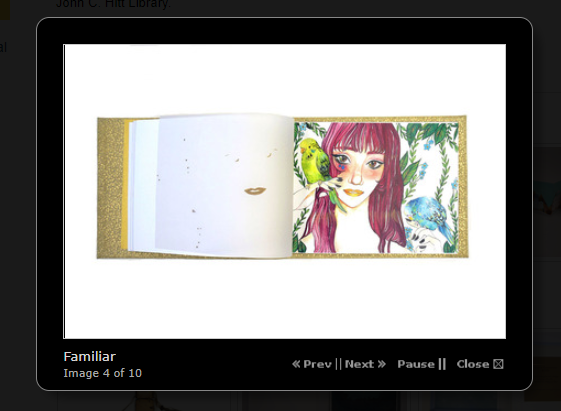 John C. Hitt Library.
a!
Familiar
Image 4 of 10
« Prev || Next »
Pause ||
Close ☒